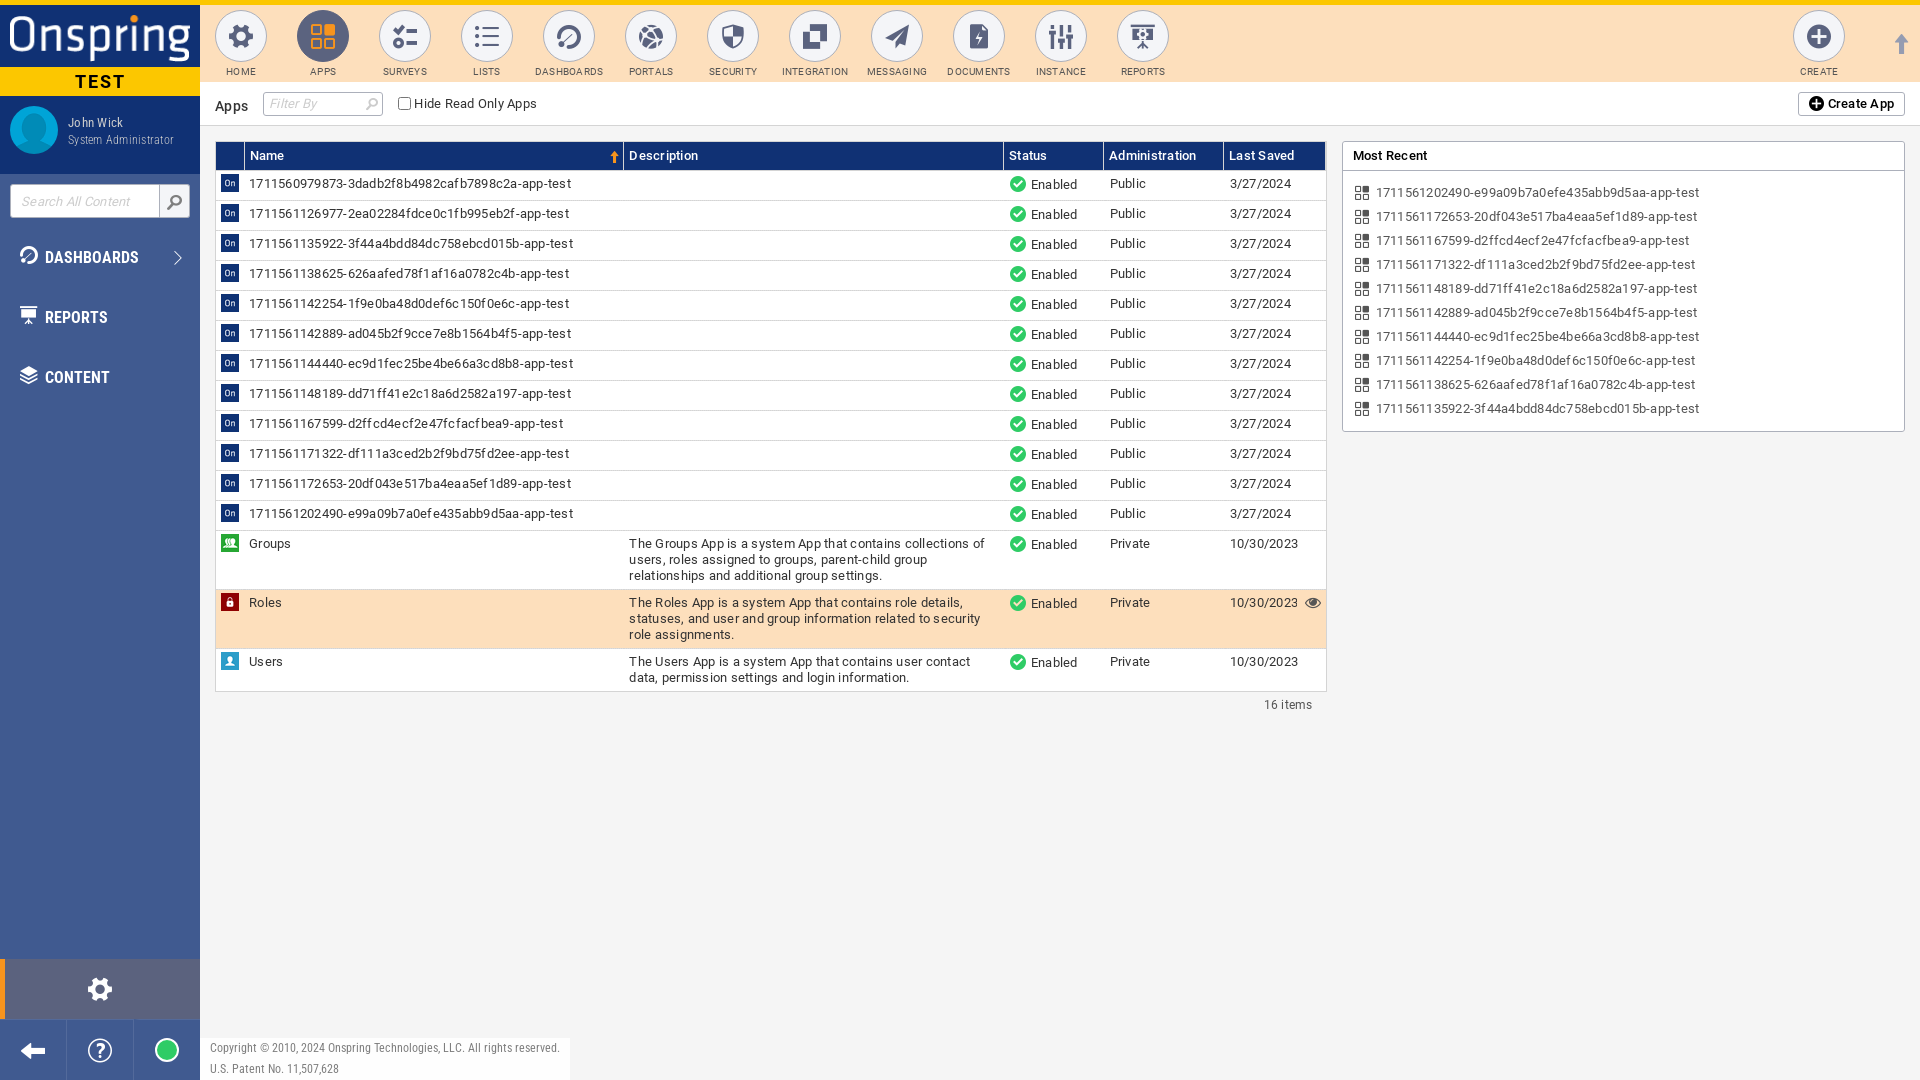 Onspring
TEST
John Wick
System Administrator
Search All Content
DASHBOARDS
REPORTS
CONTENT
HOME
APPS
SURVEYS
LISTS
DASHBOARDS
PORTALS
SECURITY
INTEGRATION
MESSAGING
DOCUMENTS
INSTANCE
REPORTS
CREATE
Apps
Filter By
Hide Read Only Apps
Create App
Name Description Status Administration Last Saved
On 1711560979873-3dadb2f8b4982cafb7898c2a-app-test Enabled Public 3/27/2024
On 1711561126977-2ea02284fdce0c1fb995eb2f-app-test Enabled Public 3/27/2024
On 1711561135922-3f44a4bdd84dc758ebcd015b-app-test Enabled Public 3/27/2024
On 1711561138625-626aafed78f1af16a0782c4b-app-test Enabled Public 3/27/2024
On 1711561142254-1f9e0ba48d0def6c150f0e6c-app-test Enabled Public 3/27/2024
On 1711561142889-ad045b2f9cce7e8b1564b4f5-app-test Enabled Public 3/27/2024
On 1711561144440-ec9d1fec25be4be66a3cd8b8-app-test Enabled Public 3/27/2024
On 1711561148189-dd71ff41e2c18a6d2582a197-app-test Enabled Public 3/27/2024
On 1711561167599-d2ffcd4ecf2e47fcfacfbea9-app-test Enabled Public 3/27/2024
On 1711561171322-df111a3ced2b2f9bd75fd2ee-app-test Enabled Public 3/27/2024
On 1711561172653-20df043e517ba4eaa5ef1d89-app-test Enabled Public 3/27/2024
On 1711561202490-e99a09b7a0efe435abb9d5aa-app-test Enabled Public 3/27/2024
Groups The Groups App is a system App that contains collections of Enabled Private 10/30/2023
users, roles assigned to groups, parent-child group
relationships and additional group settings.
Roles The Roles App is a system App that contains role details, Enabled Private 10/30/2023
statuses, and user and group information related to security
role assignments.
Users The Users App is a system App that contains user contact Enabled Private 10/30/2023
data, permission settings and login information.
16 items
Most Recent
1711561202490-e99a09b7a0efe435abb9d5aa-app-test
1711561172653-20df043e517ba4eaa5ef1d89-app-test
1711561167599-d2ffcd4ecf2e47fcfacfbea9-app-test
1711561171322-df111a3ced2b2f9bd75fd2ee-app-test
1711561148189-dd71ff41e2c18a6d2582a197-app-test
1711561142889-ad045b2f9cce7e8b1564b4f5-app-test
1711561144440-ec9d1fec25be4be66a3cd8b8-app-test
1711561142254-1f9e0ba48d0def6c150f0e6c-app-test
1711561138625-626aafed78f1af16a0782c4b-app-test
1711561135922-3f44a4bdd84dc758ebcd015b-app-test
Copyright © 2010, 2024 Onspring Technologies, LLC. All rights reserved.
U.S. Patent No. 11,507,628